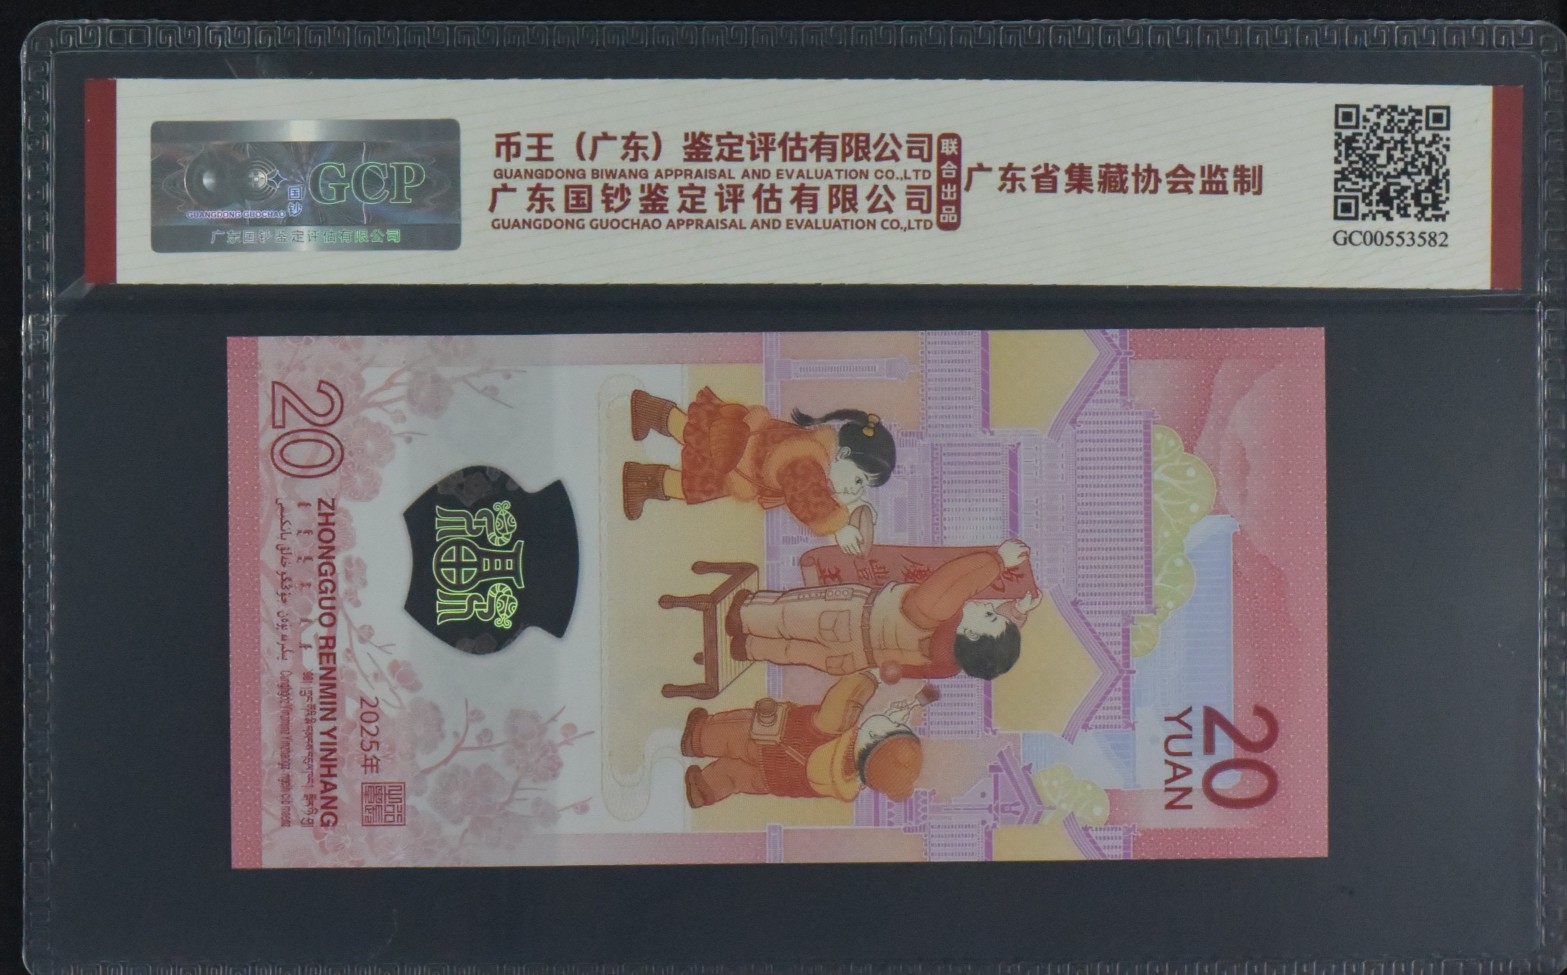 GCP
国钞
GUANGDONG GUOCHAO
广东国钞鉴定评估有限公司
币王（广东）鉴定评估有限公司
GUANGDONG BIWANG APPRAISAL AND EVALUATION CO.,LTD
广东国钞鉴定评估有限公司
GUANGDONG GUOCHAO APPRAISAL AND EVALUATION CO.,LTD
联合出品
广东省集藏协会监制
GC00553582
20
YUAN
20
ZHONGGUO RENMIN YINHANG
2025年